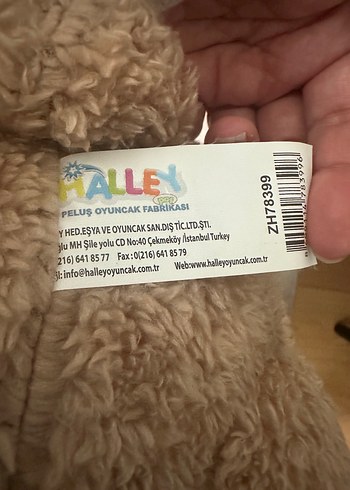 HALLEY
PELUŞ OYUNCAK FABRİKASI
Y HED.EŞYA VE OYUNCAK SAN.DIŞ TİC.LTD.ŞTI.
lu MH Şile yolu CD No:40 Çekmeköy /İstanbul Turkey
216) 641 85 77 Fax : 0(216) 641 85 79
il: info@halleyoyuncak.com.tr Web:www.halleyoyuncak.com.tr
ZH78399